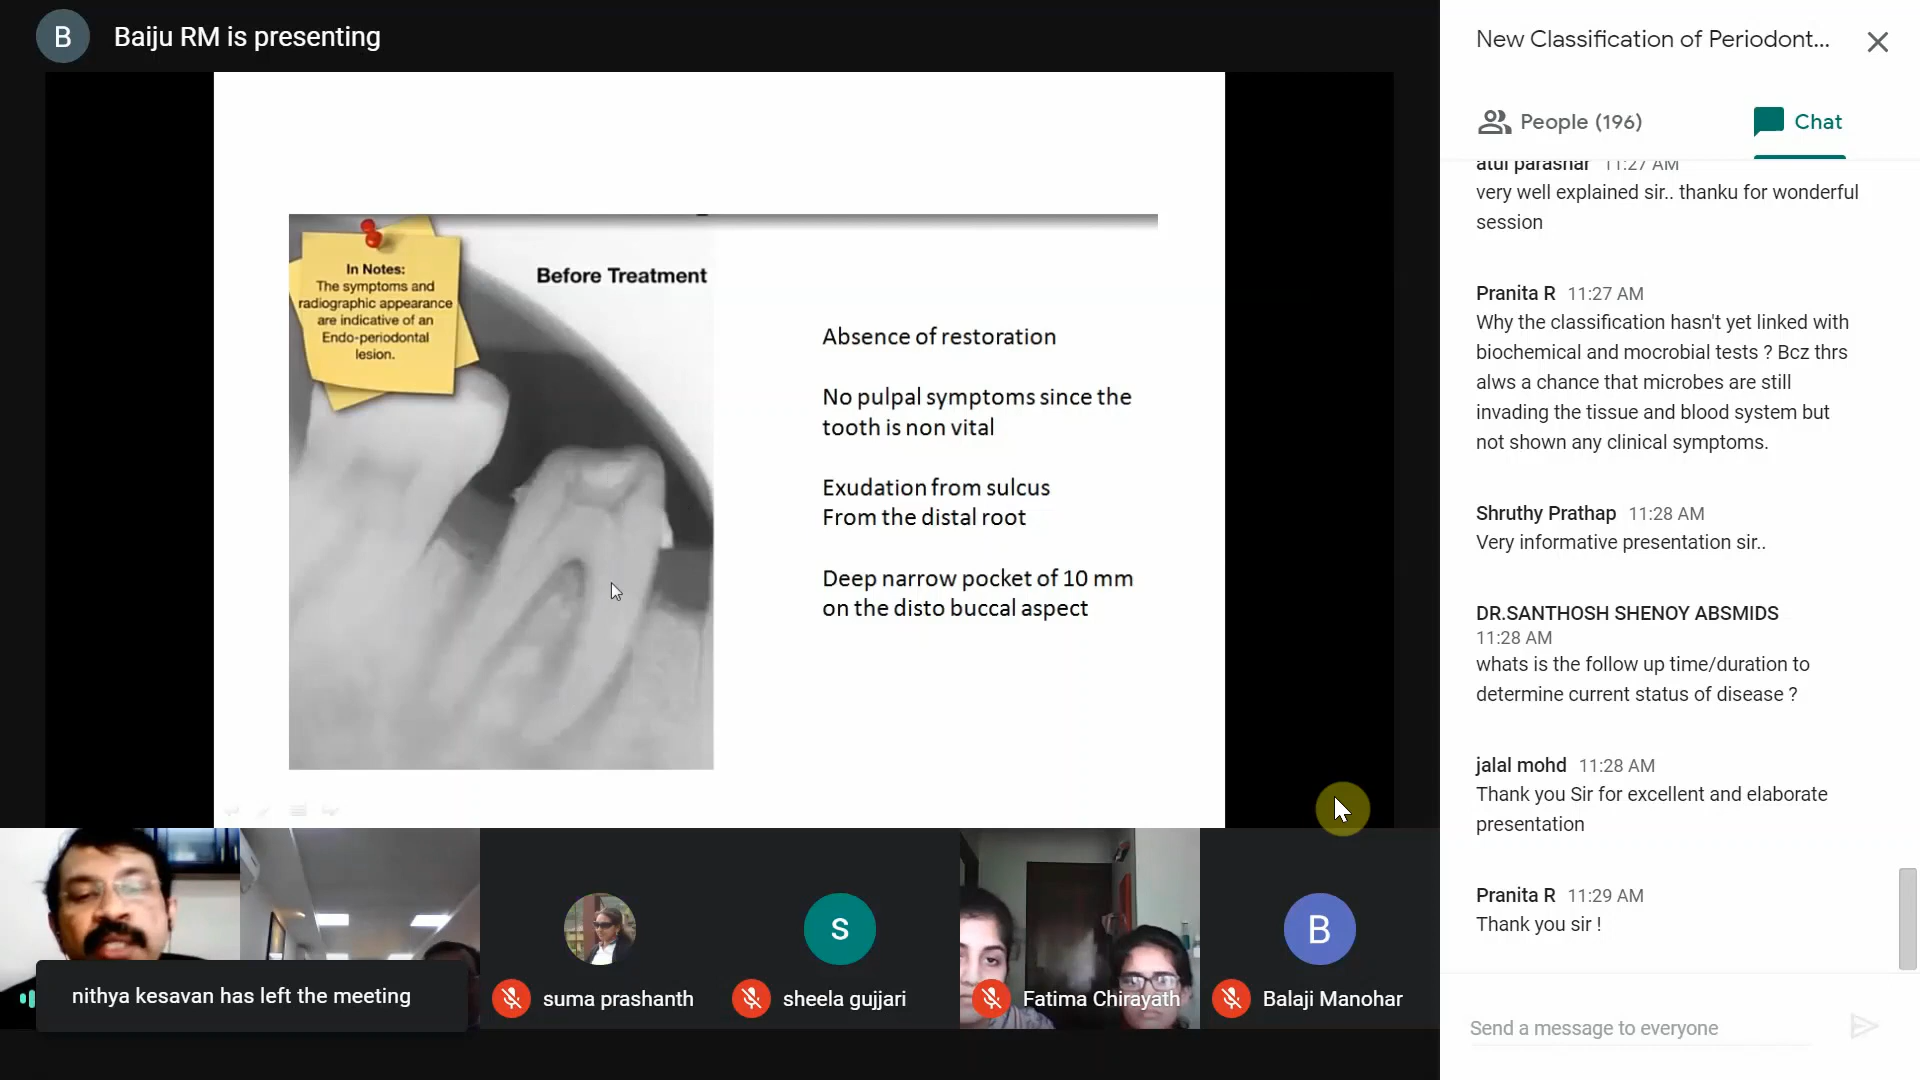 B
Baiju RM is presenting
In Notes:
The symptoms and
radiographic appearance
are indicative of an
Endo-periodontal
lesion.
Before Treatment
Absence of restoration
No pulpal symptoms since the
tooth is non vital
Exudation from sulcus
From the distal root
Deep narrow pocket of 10 mm
on the disto buccal aspect
nithya kesavan has left the meeting
suma prashanth
s
sheela gujjari
Fatima Chirayath
B
Balaji Manohar
New Classification of Periodont...
People (196)
Chat
atul parashar 11:27 AM
very well explained sir.. thanku for wonderful
session
Pranita R 11:27 AM
Why the classification hasn't yet linked with
biochemical and mocrobial tests ? Bcz thrs
alws a chance that microbes are still
invading the tissue and blood system but
not shown any clinical symptoms.
Shruthy Prathap 11:28 AM
Very informative presentation sir..
DR.SANTHOSH SHENOY ABSMIDS
11:28 AM
whats is the follow up time/duration to
determine current status of disease ?
jalal mohd 11:28 AM
Thank you Sir for excellent and elaborate
presentation
Pranita R 11:29 AM
Thank you sir !
Send a message to everyone